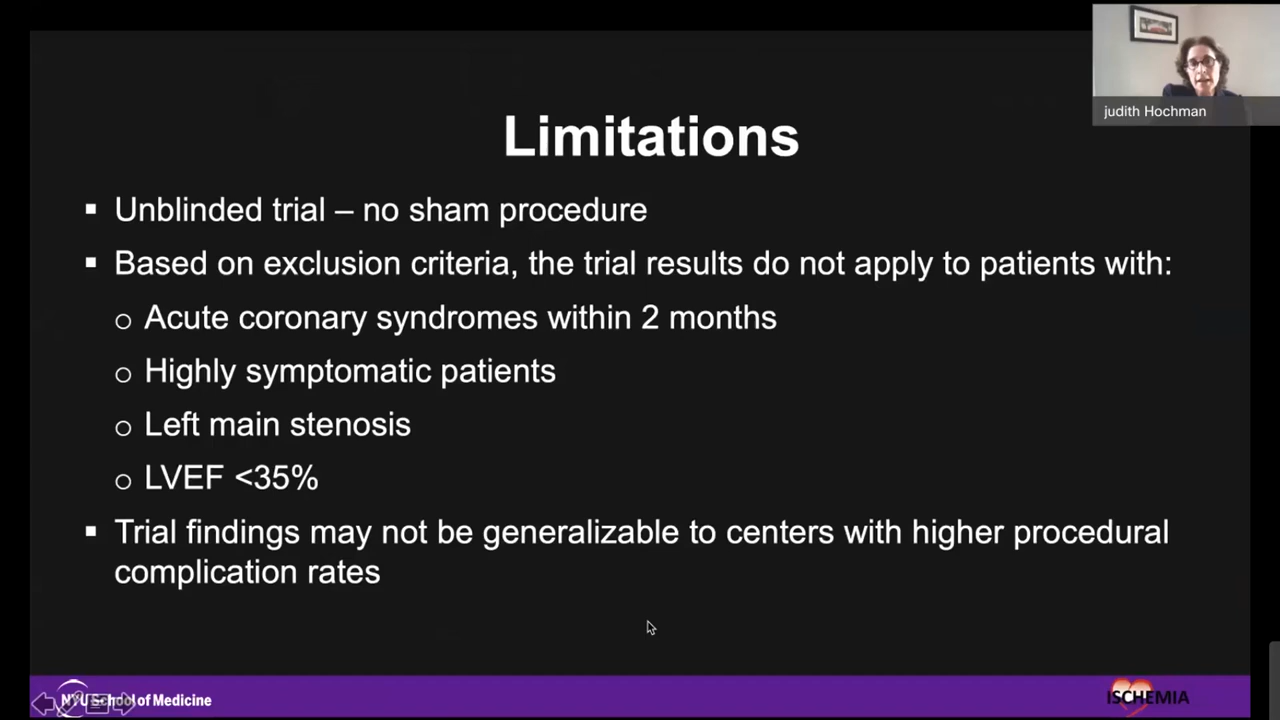 judith Hochman
Limitations
▪ Unblinded trial – no sham procedure
▪ Based on exclusion criteria, the trial results do not apply to patients with:
o Acute coronary syndromes within 2 months
o Highly symptomatic patients
o Left main stenosis
o LVEF <35%
▪ Trial findings may not be generalizable to centers with higher procedural
complication rates
NYU School of Medicine
ISCHEMIA